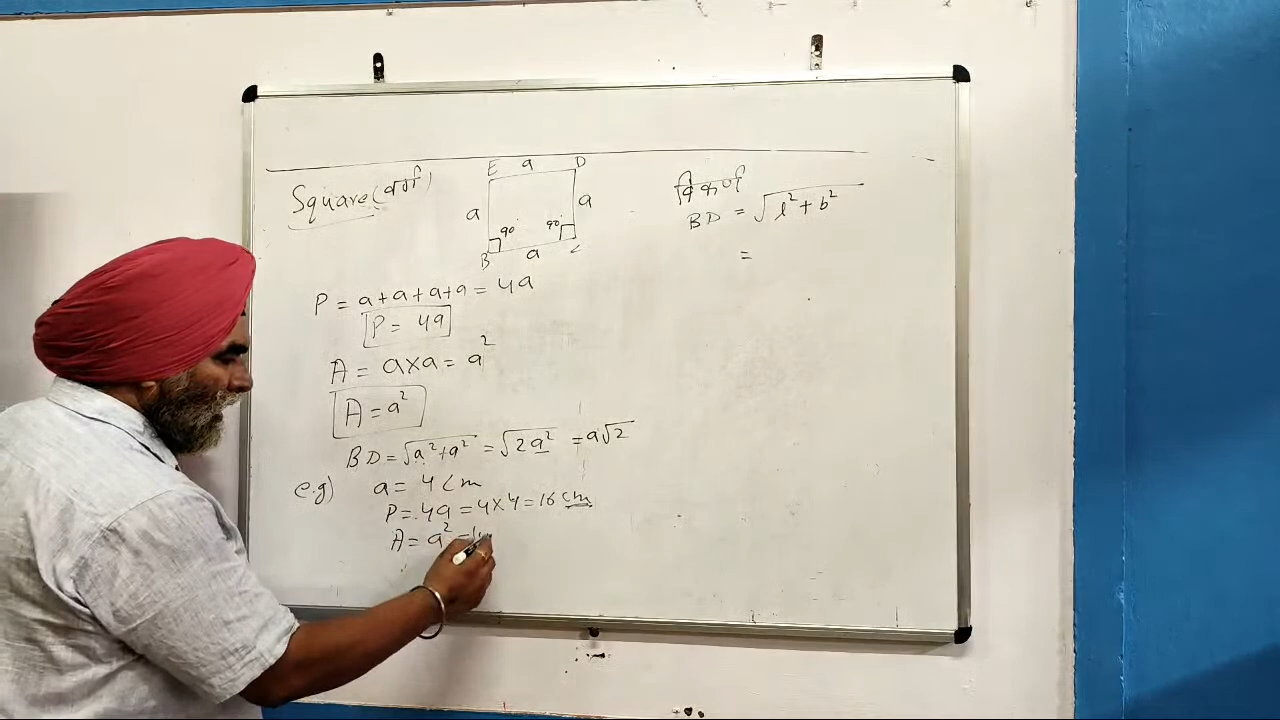 Square (वर्ग)
E a D
a a
90° 90°
B a C
P = a+a+a+a = 4a
P = 4a
A = a×a = a²
A = a²
BD = √a²+a² = √2a² = a√2
e.g) a = 4 cm
P = 4a = 4×4 = 16 cm
A = a² =
विकर्ण
BD = √l²+b²
=